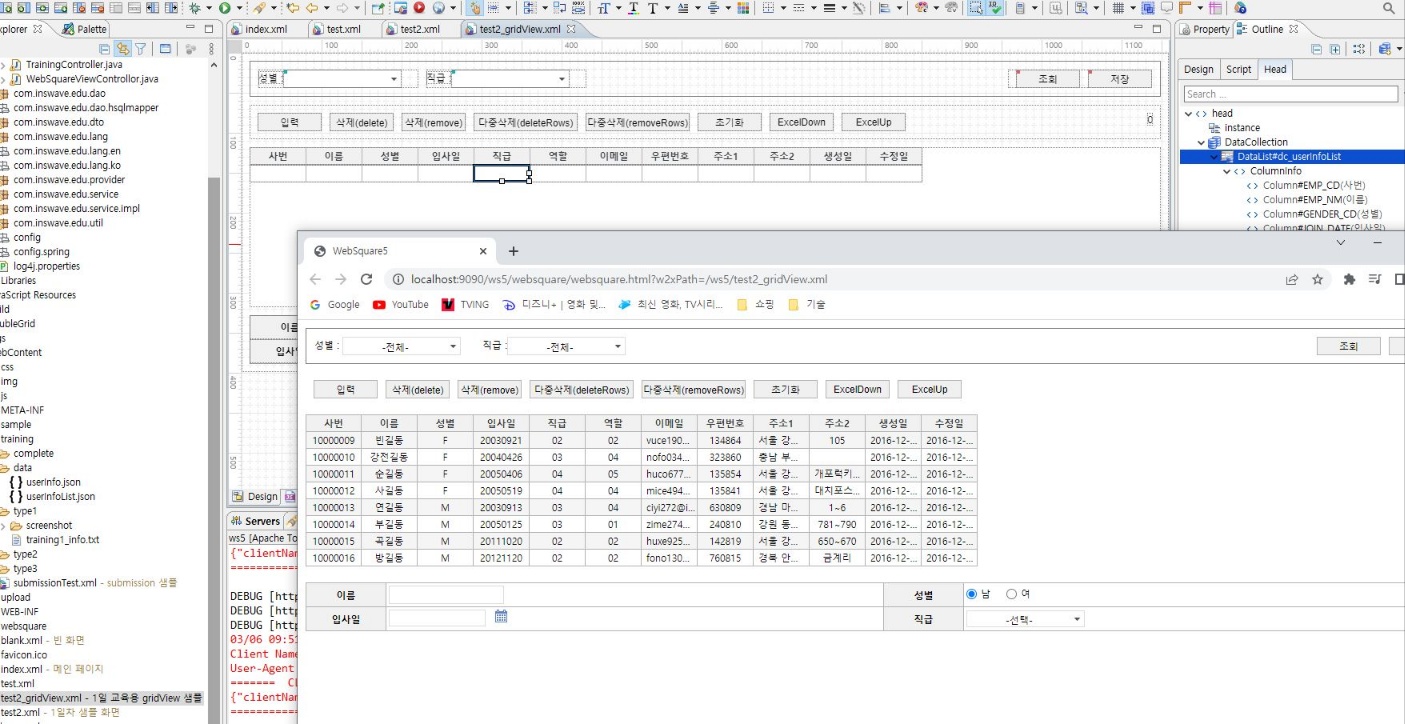 xplorer Palette
TrainingController.java
WebSquareViewControllor.java
com.inswave.edu.dao
com.inswave.edu.dao.hsqlmapper
com.inswave.edu.dto
com.inswave.edu.lang
com.inswave.edu.lang.en
com.inswave.edu.lang.ko
com.inswave.edu.provider
com.inswave.edu.service
com.inswave.edu.service.impl
com.inswave.edu.util
config
config.spring
log4j.properties
Libraries
vaScript Resources
ild
ubleGrid
gs
ebContent
css
img
js
META-INF
sample
training
complete
data
userInfo.json
userInfoList.json
type1
screenshot
training1_info.txt
type2
type3
submissionTest.xml - submission 샘플
upload
WEB-INF
websquare
blank.xml - 빈 화면
favicon.ico
index.xml - 메인 페이지
test.xml
test2_gridView.xml - 1일 교육용 gridView 샘플
test2.xml - 1일자 샘플 화면
index.xml test.xml test2.xml test2_gridView.xml
0 100 200 300 400 500 600 700 800 900 1000 1100
성별 : 직급 : 조회 저장
입력 삭제(delete) 삭제(remove) 다중삭제(deleteRows) 다중삭제(removeRows) 초기화 ExcelDown ExcelUp 0
사번 이름 성별 입사일 직급 역할 이메일 우편번호 주소1 주소2 생성일 수정일
0
100
200
300
400
500
이름
입사일
Design
Servers
ws5 [Apache To
{"clientNam
===========
DEBUG [http
DEBUG [http
DEBUG [http
03/06 09:51
Client Name
User-Agent
======= Cl
{"clientNam
===========
Property Outline
Design Script Head
Search ...
head
instance
DataCollection
DataList#dc_userInfoList
ColumnInfo
Column#EMP_CD(사번)
Column#EMP_NM(이름)
Column#GENDER_CD(성별)
Column#JOIN_DATE(입사일)
WebSquare5
localhost:9090/ws5/websquare/websquare.html?w2xPath=/ws5/test2_gridView.xml
Google YouTube TVING 디즈니+ | 영화 및... 최신 영화, TV시리... 쇼핑 기술
성별 : -전체- 직급 : -전체- 조회
입력 삭제(delete) 삭제(remove) 다중삭제(deleteRows) 다중삭제(removeRows) 초기화 ExcelDown ExcelUp
사번 이름 성별 입사일 직급 역할 이메일 우편번호 주소1 주소2 생성일 수정일
10000009 빈길동 F 20030921 02 02 vuce190... 134864 서울 강... 105 2016-12-... 2016-12-...
10000010 강전길동 F 20040426 03 04 nofo034... 323860 충남 부... 2016-12-... 2016-12-...
10000011 순길동 F 20050406 04 05 huco677... 135854 서울 강... 개포럭키... 2016-12-... 2016-12-...
10000012 사길동 F 20050519 04 04 mice494... 135841 서울 강... 대치포스... 2016-12-... 2016-12-...
10000013 연길동 M 20030913 03 04 ciyi272@i... 630809 경남 마... 1~6 2016-12-... 2016-12-...
10000014 부길동 M 20050125 03 01 zime274... 240810 강원 동... 781~790 2016-12-... 2016-12-...
10000015 곡길동 M 20111020 02 02 huxe925... 142819 서울 강... 650~670 2016-12-... 2016-12-...
10000016 방길동 M 20121120 02 02 fono130... 760815 경북 안... 금계리 2016-12-... 2016-12-...
이름 성별 남 여
입사일 직급 -선택-